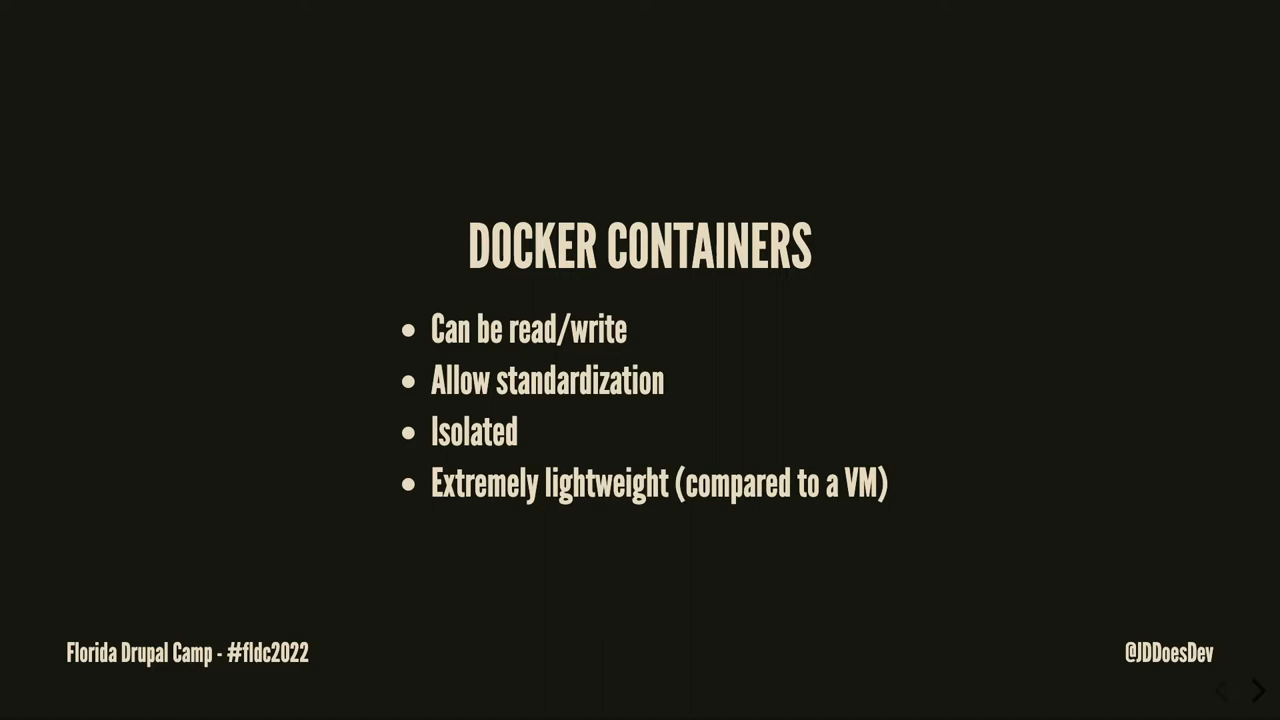 DOCKER CONTAINERS
Can be read/write
Allow standardization
Isolated
Extremely lightweight (compared to a VM)
Florida Drupal Camp - #fldc2022
@JDDoesDev